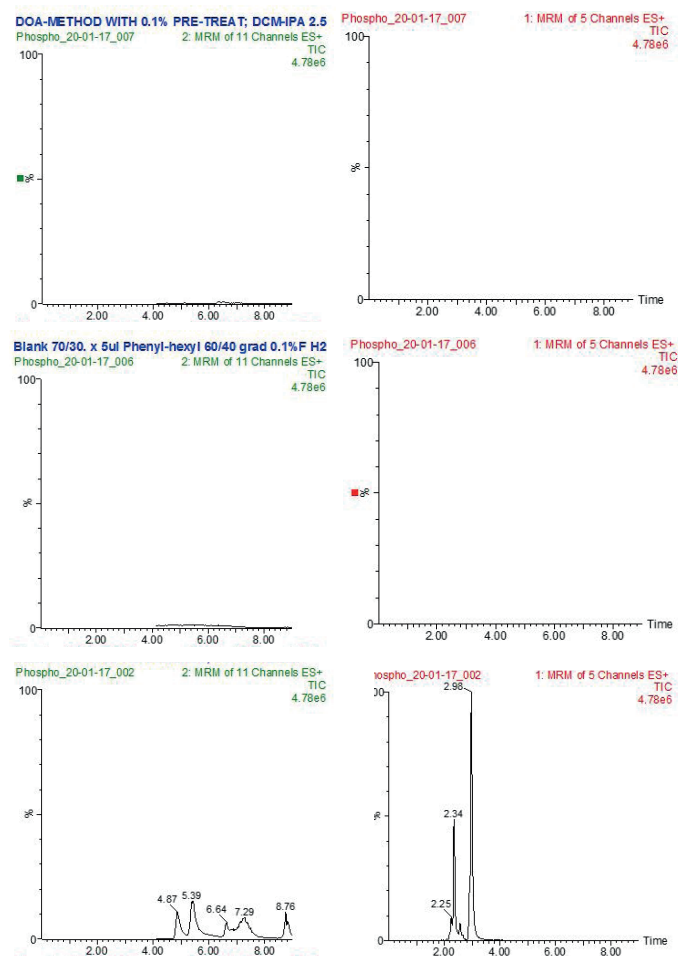 DOA-METHOD WITH 0.1% PRE-TREAT; DCM-IPA 2.5
Phospho_20-01-17_007
2: MRM of 11 Channels ES+
TIC
4.78e6
100
%
0
2.00 4.00 6.00 8.00
Phospho_20-01-17_007
1: MRM of 5 Channels ES+
TIC
4.78e6
100
%
0
2.00 4.00 6.00 8.00 Time
Blank 70/30. x 5ul Phenyl-hexyl 60/40 grad 0.1%F H2
Phospho_20-01-17_006
2: MRM of 11 Channels ES+
TIC
4.78e6
100
%
0
2.00 4.00 6.00 8.00
Phospho_20-01-17_006
1: MRM of 5 Channels ES+
TIC
4.78e6
100
%
0
2.00 4.00 6.00 8.00 Time
Phospho_20-01-17_002
2: MRM of 11 Channels ES+
TIC
4.78e6
100
%
4.87 5.39 6.64 7.29 8.76
0
2.00 4.00 6.00 8.00
hospho_20-01-17_002
1: MRM of 5 Channels ES+
TIC
4.78e6
2.98
00
%
2.34
2.25
0
2.00 4.00 6.00 8.00 Time